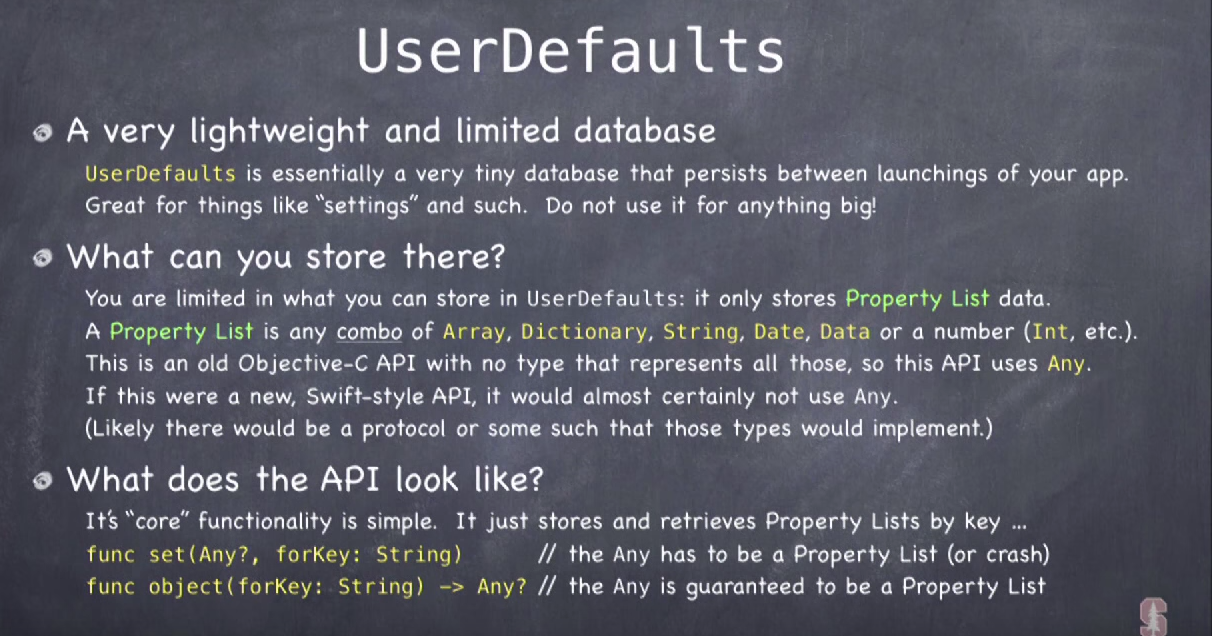 UserDefaults
A very lightweight and limited database
UserDefaults is essentially a very tiny database that persists between launchings of your app.
Great for things like “settings” and such. Do not use it for anything big!
What can you store there?
You are limited in what you can store in UserDefaults: it only stores Property List data.
A Property List is any combo of Array, Dictionary, String, Date, Data or a number (Int, etc.).
This is an old Objective-C API with no type that represents all those, so this API uses Any.
If this were a new, Swift-style API, it would almost certainly not use Any.
(Likely there would be a protocol or some such that those types would implement.)
What does the API look like?
It’s “core” functionality is simple. It just stores and retrieves Property Lists by key …
func set(Any?, forKey: String) // the Any has to be a Property List (or crash)
func object(forKey: String) -> Any? // the Any is guaranteed to be a Property List
S